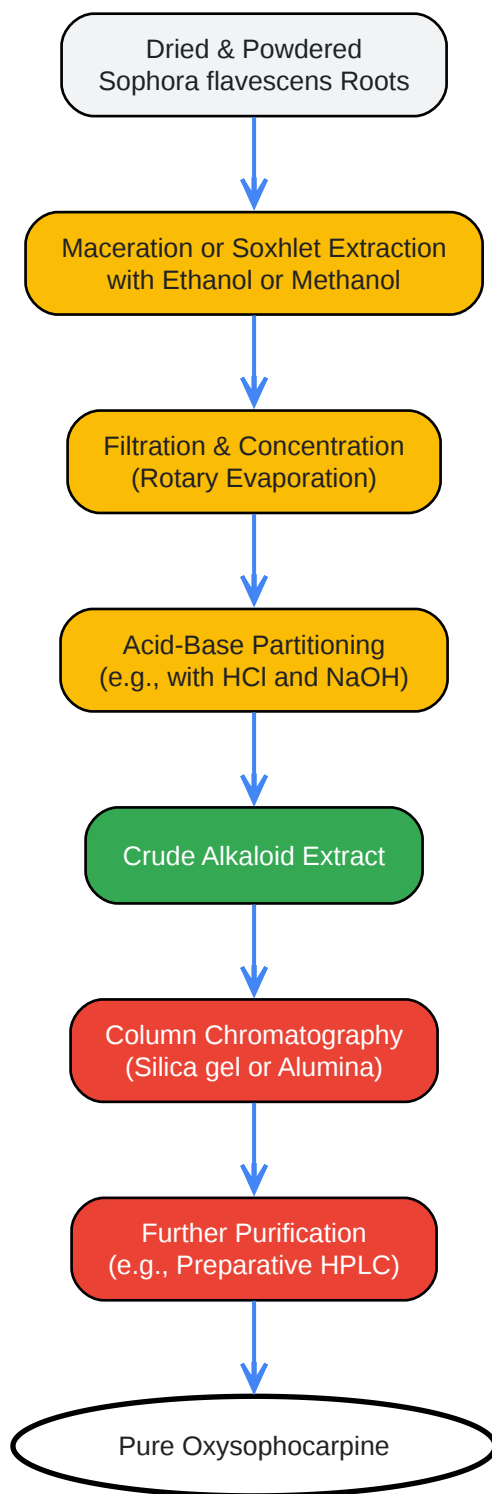 Dried & Powdered
Sophora flavescens Roots
Maceration or Soxhlet Extraction
with Ethanol or Methanol
Filtration & Concentration
(Rotary Evaporation)
Acid-Base Partitioning
(e.g., with HCl and NaOH)
Crude Alkaloid Extract
Column Chromatography
(Silica gel or Alumina)
Further Purification
(e.g., Preparative HPLC)
Pure Oxysophocarpine